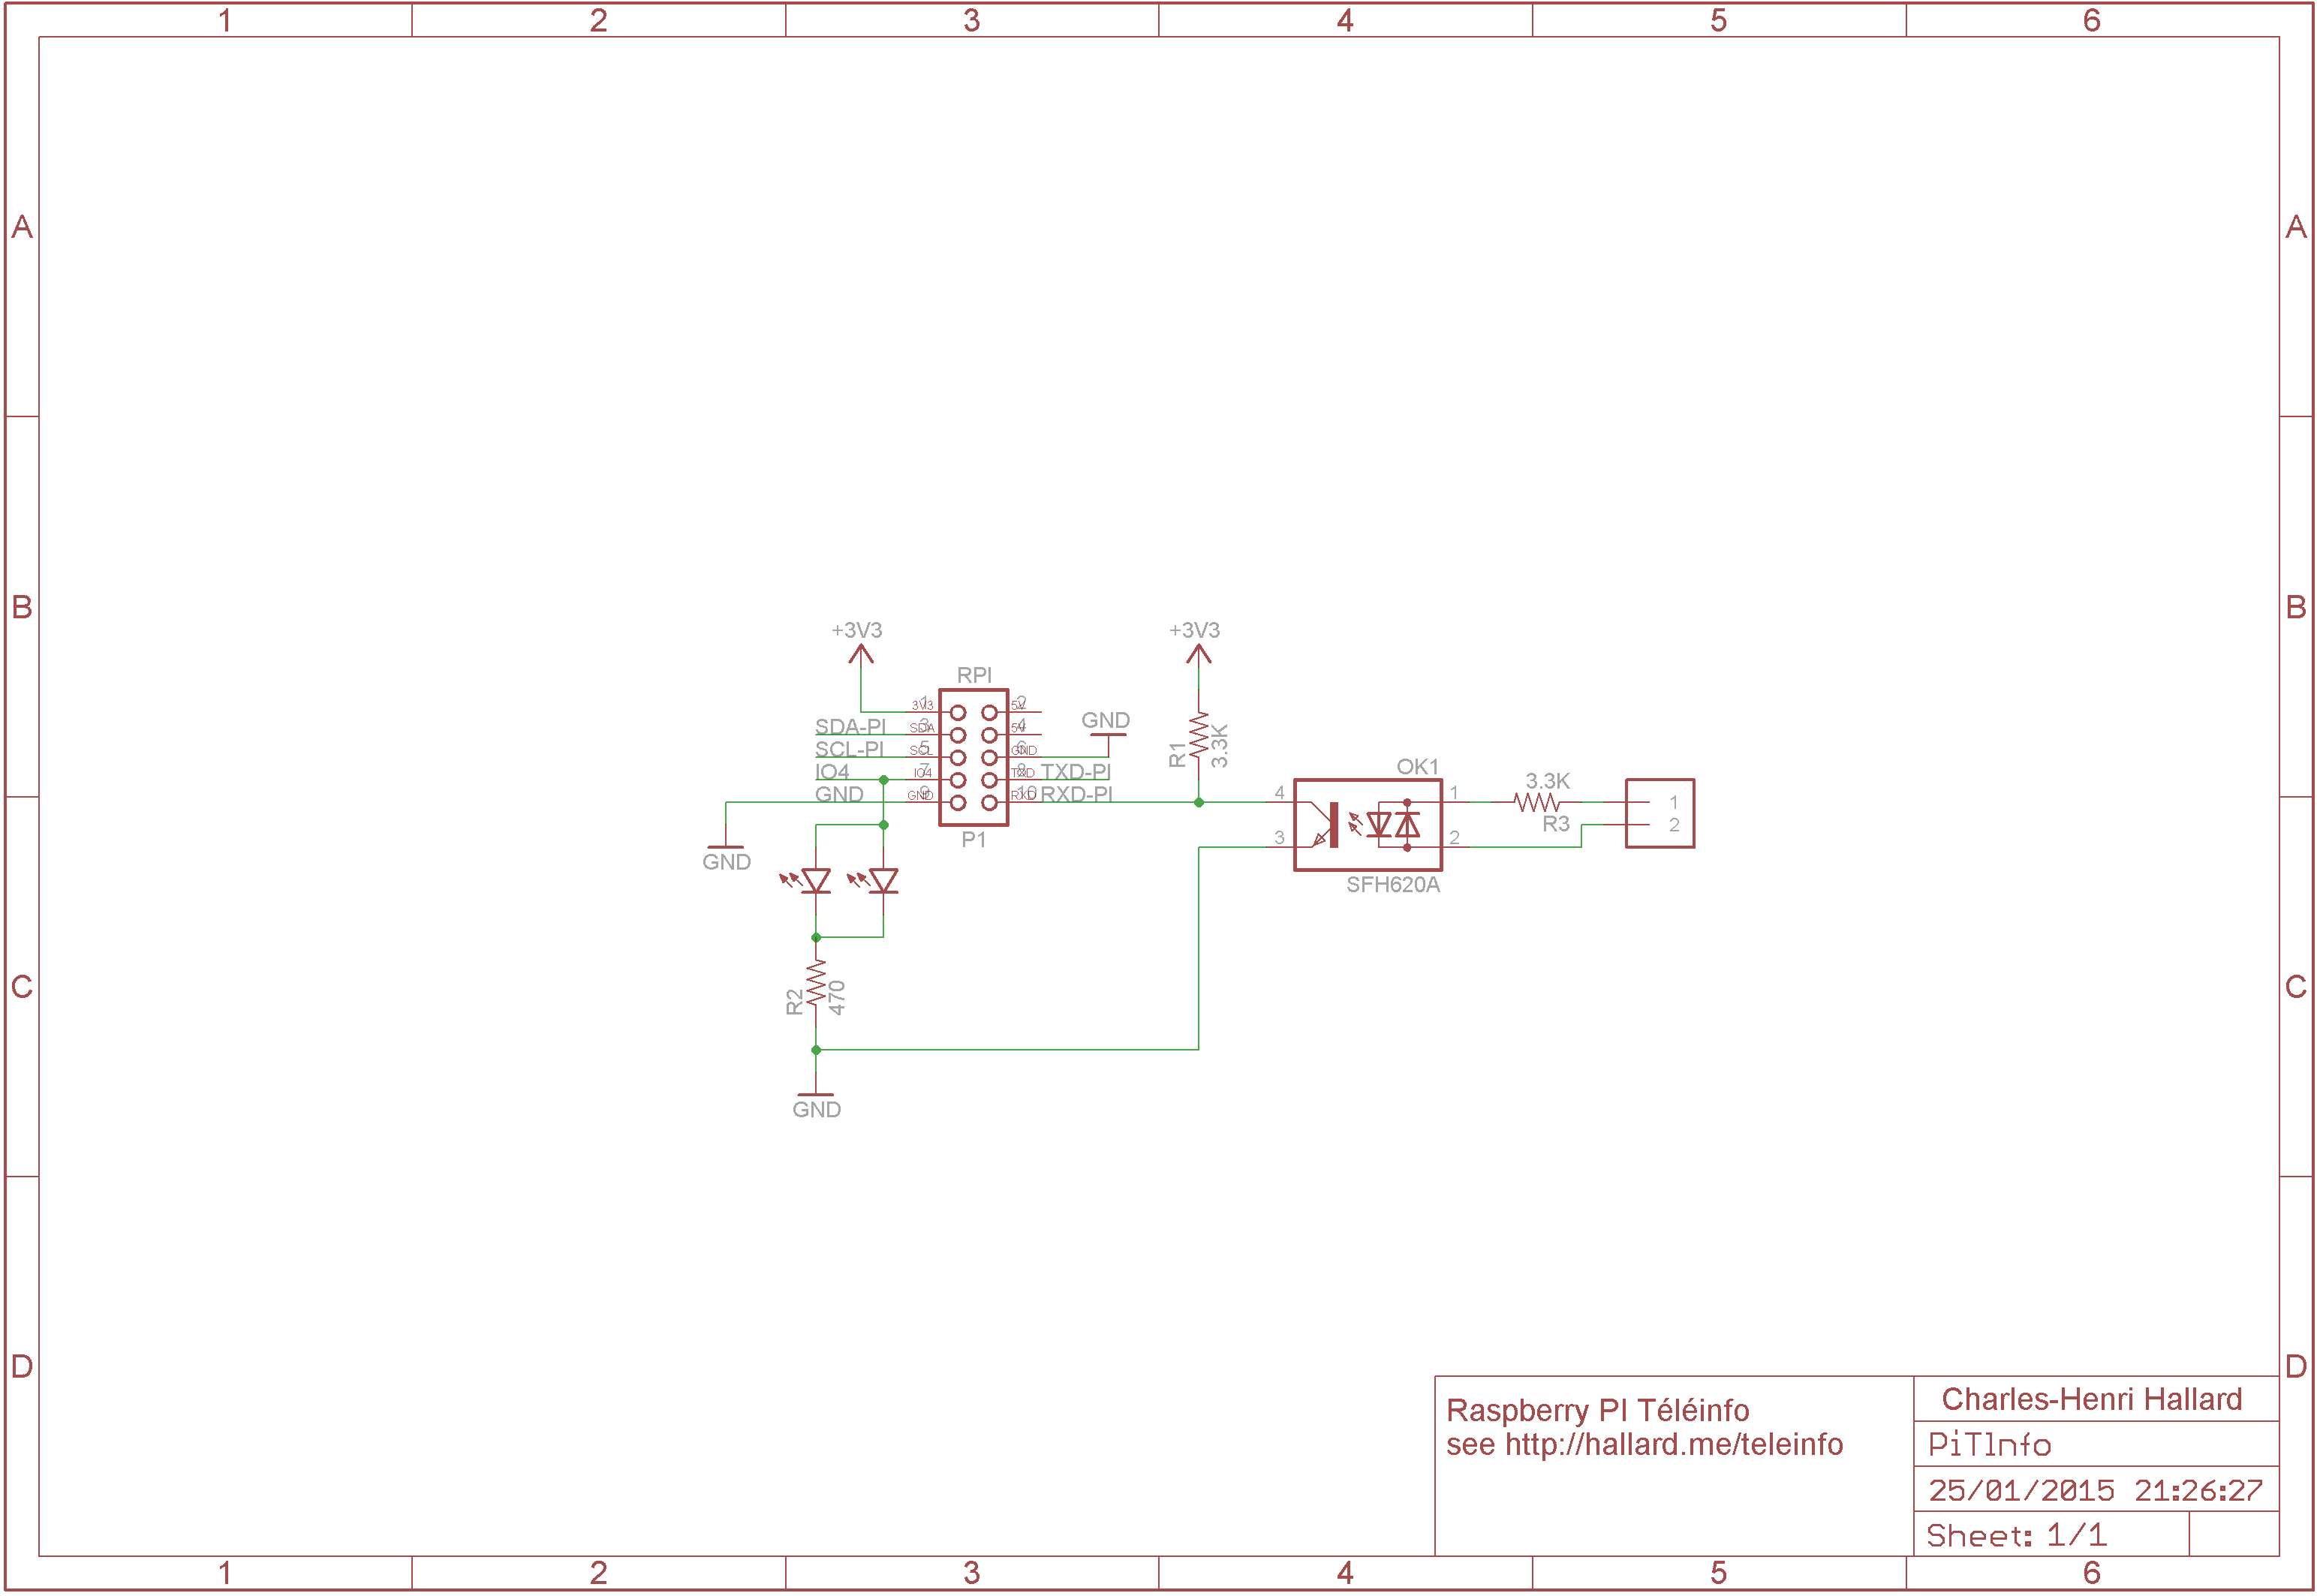 1 2 3 4 5 6
A A
B B
+3V3 +3V3
RPI
1 3V3 5V 2
GND
SDA-PI 3 SDA 5V 4
R1 3.3K
SCL-PI 5 SCL GND 6
IO4 7 IO4 TXD 8 TXD-PI
GND 9 GND RXD 10 RXD-PI
P1
GND
OK1
4 1
3 2
SFH620A
3.3K
R3
1
2
C C
R2 470
GND
D D
Raspberry PI Téléinfo
see http://hallard.me/teleinfo
Charles-Henri Hallard
PiTInfo
25/01/2015 21:26:27
Sheet: 1/1
1 2 3 4 5 6